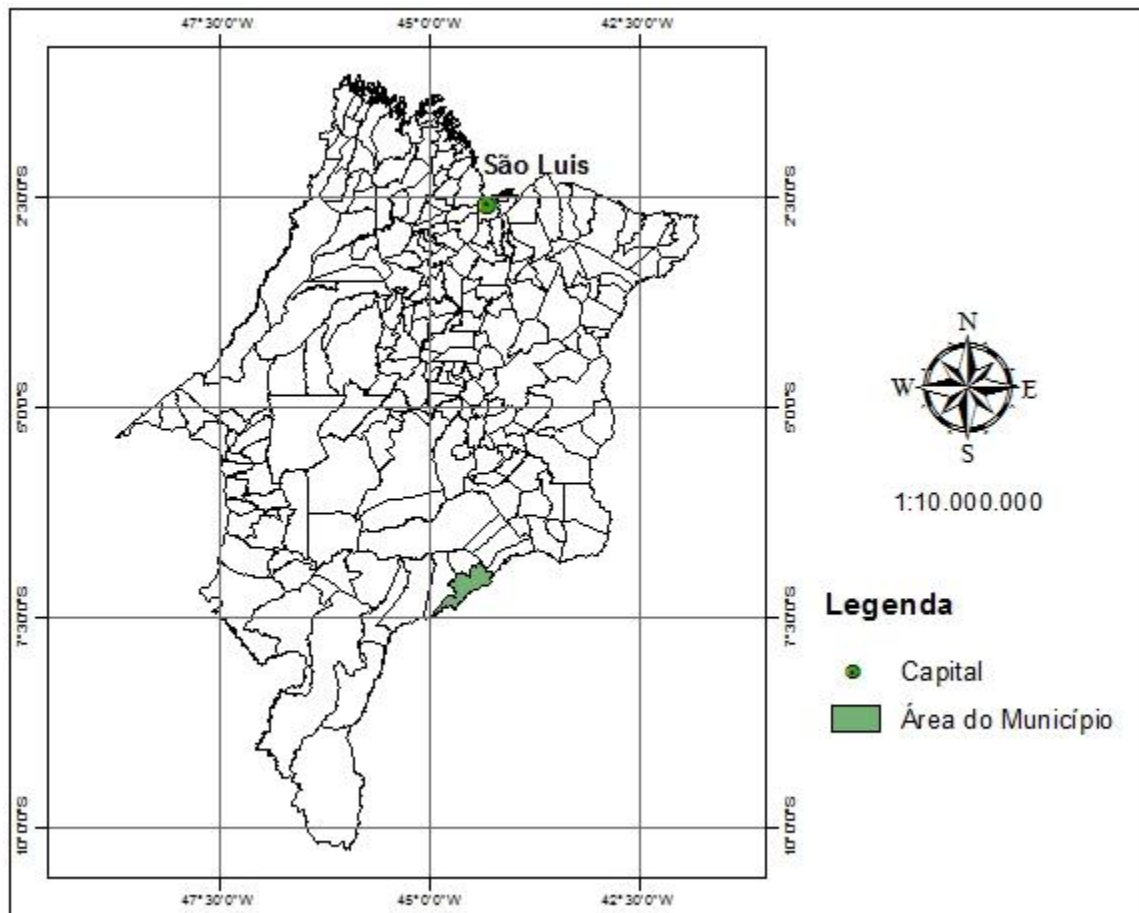 47°30'0"W 45°0'0"W 42°30'0"W
2°30'0"S 2°30'0"S
5°0'0"S 5°0'0"S
7°30'0"S 7°30'0"S
10°0'0"S 10°0'0"S
São Luis
N
W E
S
1:10.000.000
Legenda
Capital
Área do Município
47°30'0"W 45°0'0"W 42°30'0"W